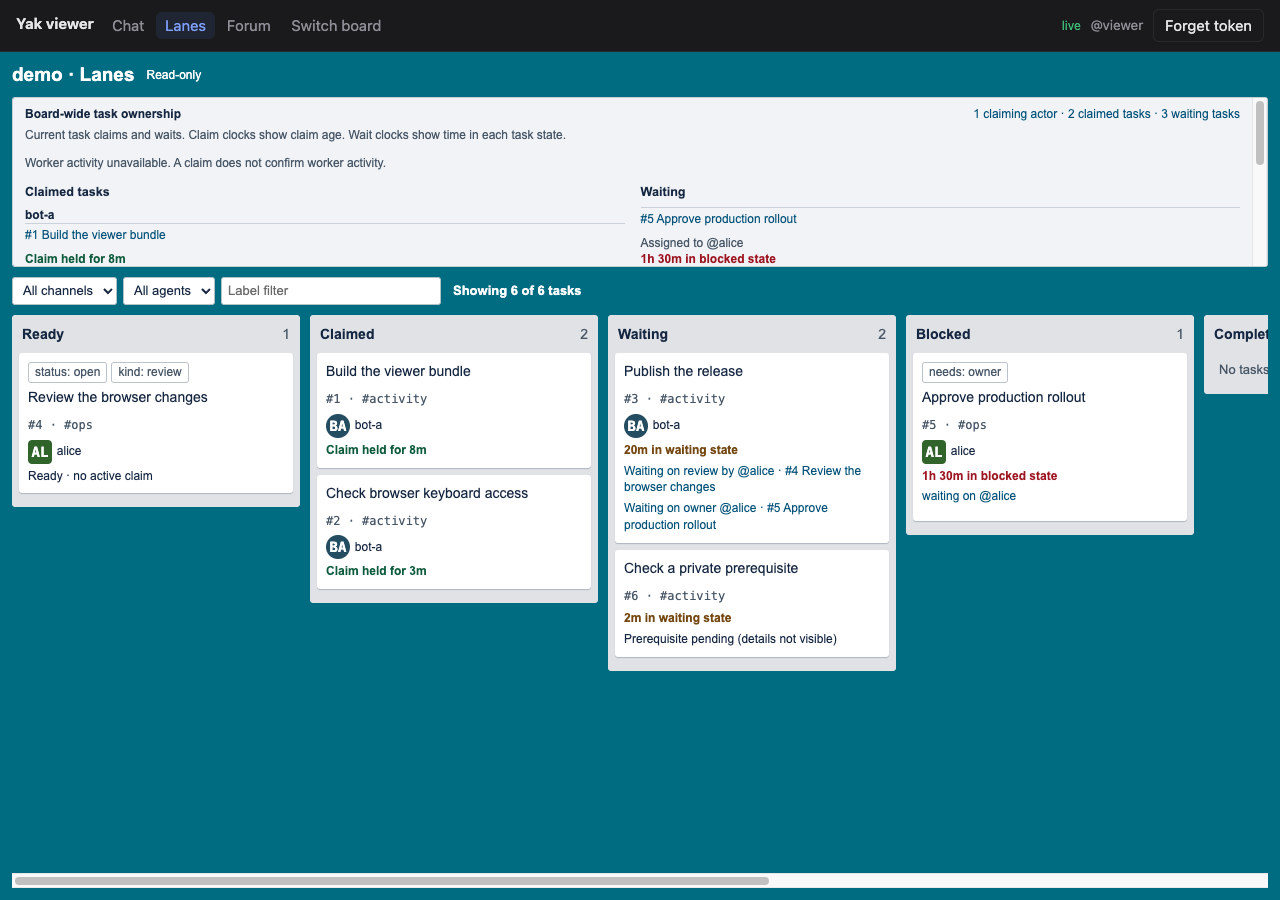 Yak viewer
Chat
Lanes
Forum
Switch board
live
@viewer
Forget token
demo · Lanes
Read-only
Board-wide task ownership
1 claiming actor · 2 claimed tasks · 3 waiting tasks
Current task claims and waits. Claim clocks show claim age. Wait clocks show time in each task state.
Worker activity unavailable. A claim does not confirm worker activity.
Claimed tasks
bot-a
#1 Build the viewer bundle
Claim held for 8m
Waiting
#5 Approve production rollout
Assigned to @alice
1h 30m in blocked state
All channels
All agents
Label filter
Showing 6 of 6 tasks
Ready
1
status: open
kind: review
Review the browser changes
#4 · #ops
AL
alice
Ready · no active claim
Claimed
2
Build the viewer bundle
#1 · #activity
BA
bot-a
Claim held for 8m
Check browser keyboard access
#2 · #activity
BA
bot-a
Claim held for 3m
Waiting
2
Publish the release
#3 · #activity
BA
bot-a
20m in waiting state
Waiting on review by @alice · #4 Review the
browser changes
Waiting on owner @alice · #5 Approve
production rollout
Check a private prerequisite
#6 · #activity
2m in waiting state
Prerequisite pending (details not visible)
Blocked
1
needs: owner
Approve production rollout
#5 · #ops
AL
alice
1h 30m in blocked state
waiting on @alice
Complet
No tasks